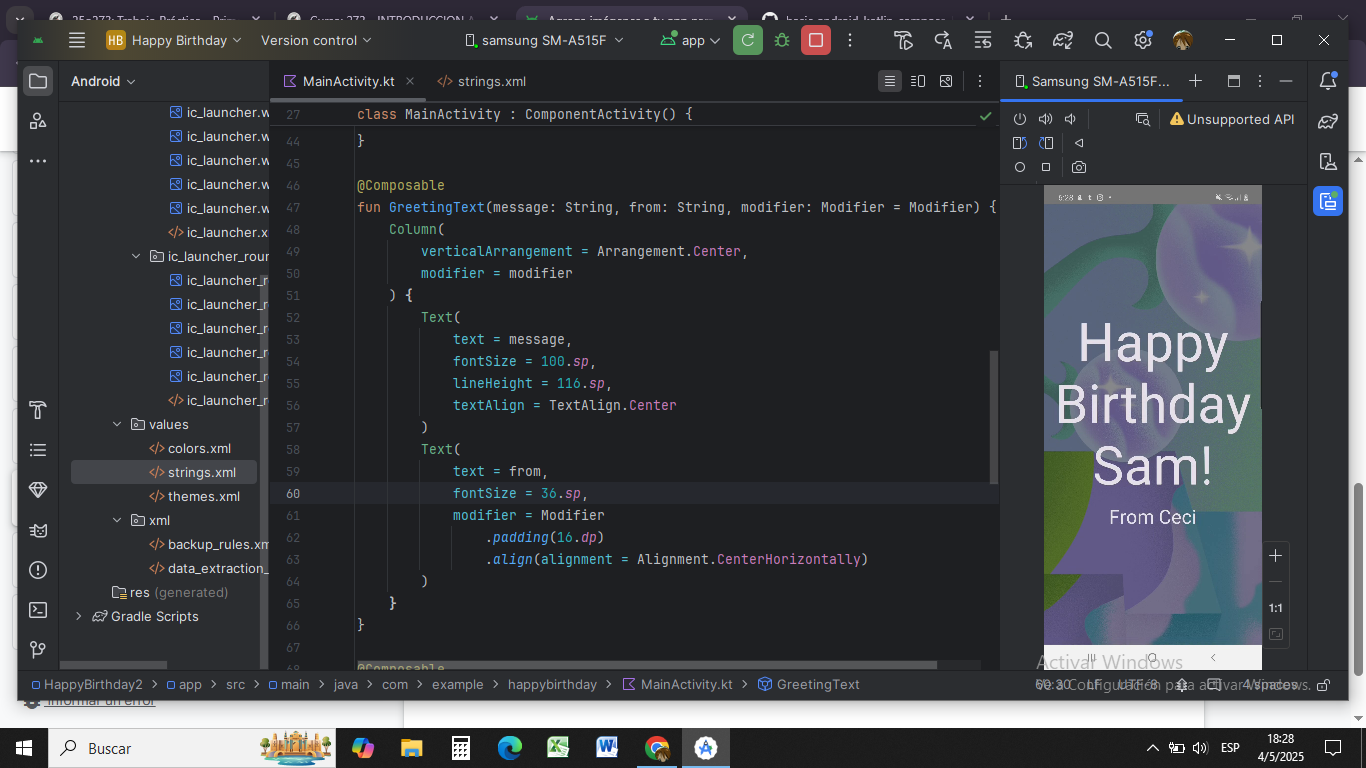 25a273: Trabajo Práctico - Prim
Curso: 273 - INTRODUCCION A
Agrega imágenes a tu app par
basic-android-kotlin-compose
HB Happy Birthday
Version control
samsung SM-A515F
app
Android
MainActivity.kt
strings.xml
Samsung SM-A515F...
Unsupported API
ic_launcher.w
ic_launcher.w
ic_launcher.w
ic_launcher.w
ic_launcher.w
ic_launcher.x
ic_launcher_rour
ic_launcher_r
ic_launcher_r
ic_launcher_r
ic_launcher_r
ic_launcher_r
ic_launcher_r
values
colors.xml
strings.xml
themes.xml
xml
backup_rules.xm
data_extraction_
res (generated)
Gradle Scripts
27 class MainActivity : ComponentActivity() {
44 }
45
46 @Composable
47 fun GreetingText(message: String, from: String, modifier: Modifier = Modifier) {
48 Column(
49 verticalArrangement = Arrangement.Center,
50 modifier = modifier
51 ) {
52 Text(
53 text = message,
54 fontSize = 100.sp,
55 lineHeight = 116.sp,
56 textAlign = TextAlign.Center
57 )
58 Text(
59 text = from,
60 fontSize = 36.sp,
61 modifier = Modifier
62 .padding(16.dp)
63 .align(alignment = Alignment.CenterHorizontally)
64 )
65 }
66 }
67
68 @Composable
6:28
Happy
Birthday
Sam!
From Ceci
1:1
HappyBirthday2 > app > src > main > java > com > example > happybirthday > MainActivity.kt > GreetingText
60:30 LF UTF-8 4 spaces
Activar Windows
Ve a Configuración para activar Windows.
Informar un error
Buscar
ESP
18:28
4/5/2025